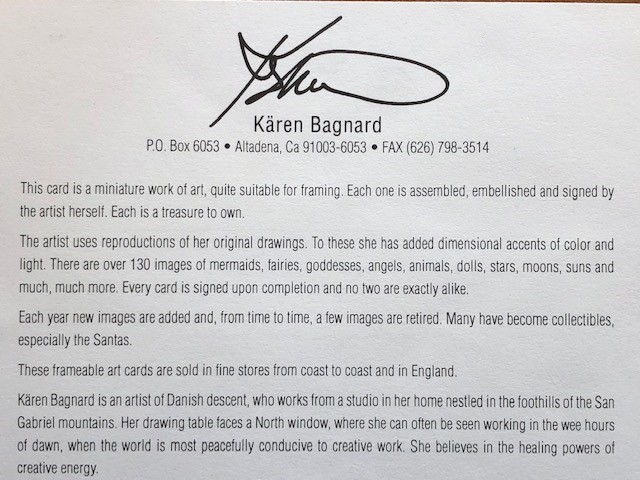 Kären Bagnard
P.O. Box 6053 • Altadena, Ca 91003-6053 • FAX (626) 798-3514
This card is a miniature work of art, quite suitable for framing. Each one is assembled, embellished and signed by
the artist herself. Each is a treasure to own.
The artist uses reproductions of her original drawings. To these she has added dimensional accents of color and
light. There are over 130 images of mermaids, fairies, goddesses, angels, animals, dolls, stars, moons, suns and
much, much more. Every card is signed upon completion and no two are exactly alike.
Each year new images are added and, from time to time, a few images are retired. Many have become collectibles,
especially the Santas.
These frameable art cards are sold in fine stores from coast to coast and in England.
Kären Bagnard is an artist of Danish descent, who works from a studio in her home nestled in the foothills of the San
Gabriel mountains. Her drawing table faces a North window, where she can often be seen working in the wee hours
of dawn, when the world is most peacefully conducive to creative work. She believes in the healing powers of
creative energy.